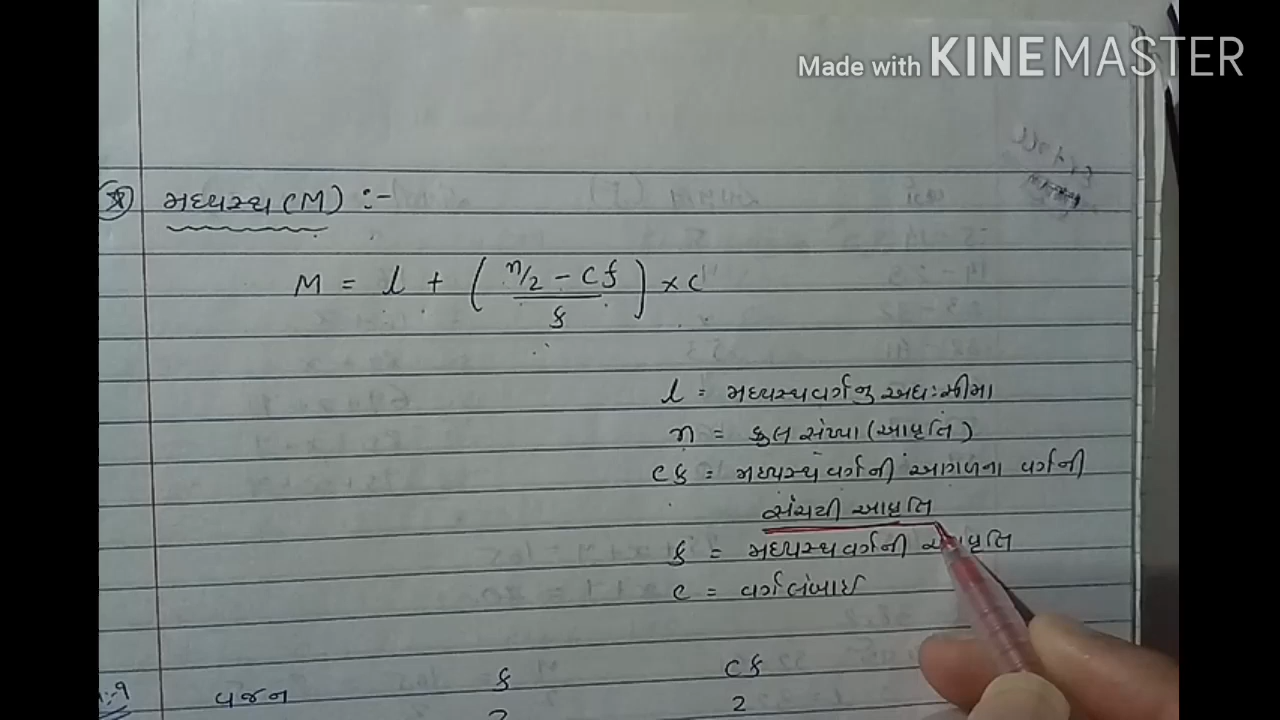 Made with KINEMASTER
મધ્યસ્થ (M) :-
M = l + ( n/2 - cf / f ) × c
l = મધ્યસ્થવર્ગનુ અધઃસીમા
n = કુલ સંખ્યા (આવૃત્તિ)
cf = મધ્યસ્થ વર્ગની આગળના વર્ગની
સંચયી આવૃત્તિ
f = મધ્યસ્થવર્ગની આવૃત્તિ
c = વર્ગલંબાઈ
વજન f cf
2 2